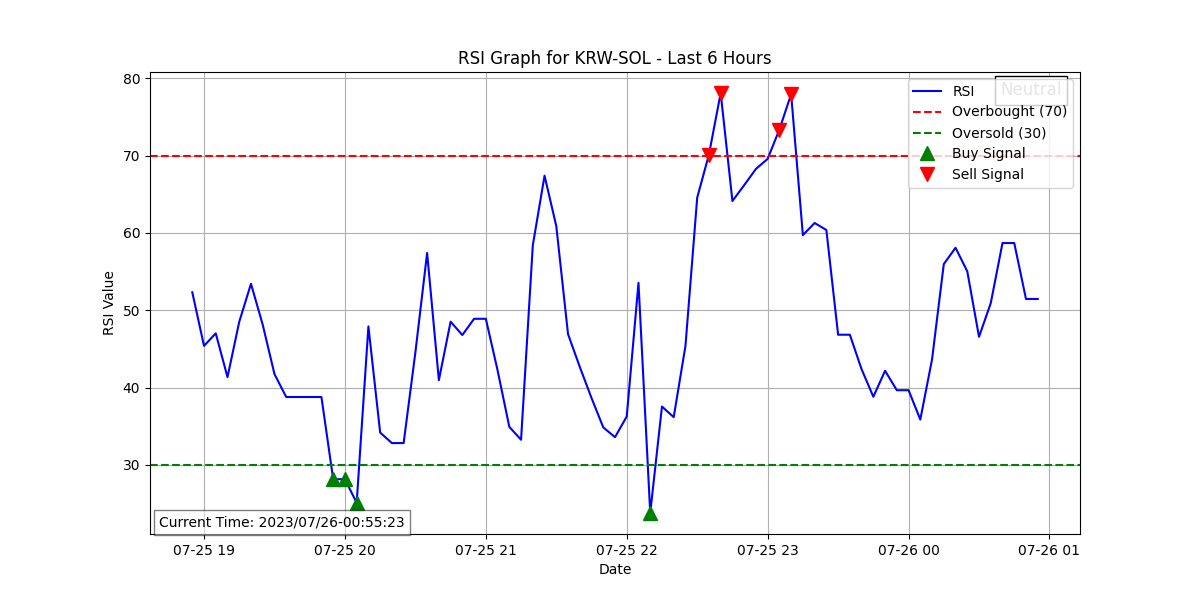 RSI Graph for KRW-SOL - Last 6 Hours
Neutral
RSI
Overbought (70)
Oversold (30)
Buy Signal
Sell Signal
RSI Value
80
70
60
50
40
30
Current Time: 2023/07/26-00:55:23
07-25 19 07-25 20 07-25 21 07-25 22 07-25 23 07-26 00 07-26 01
Date